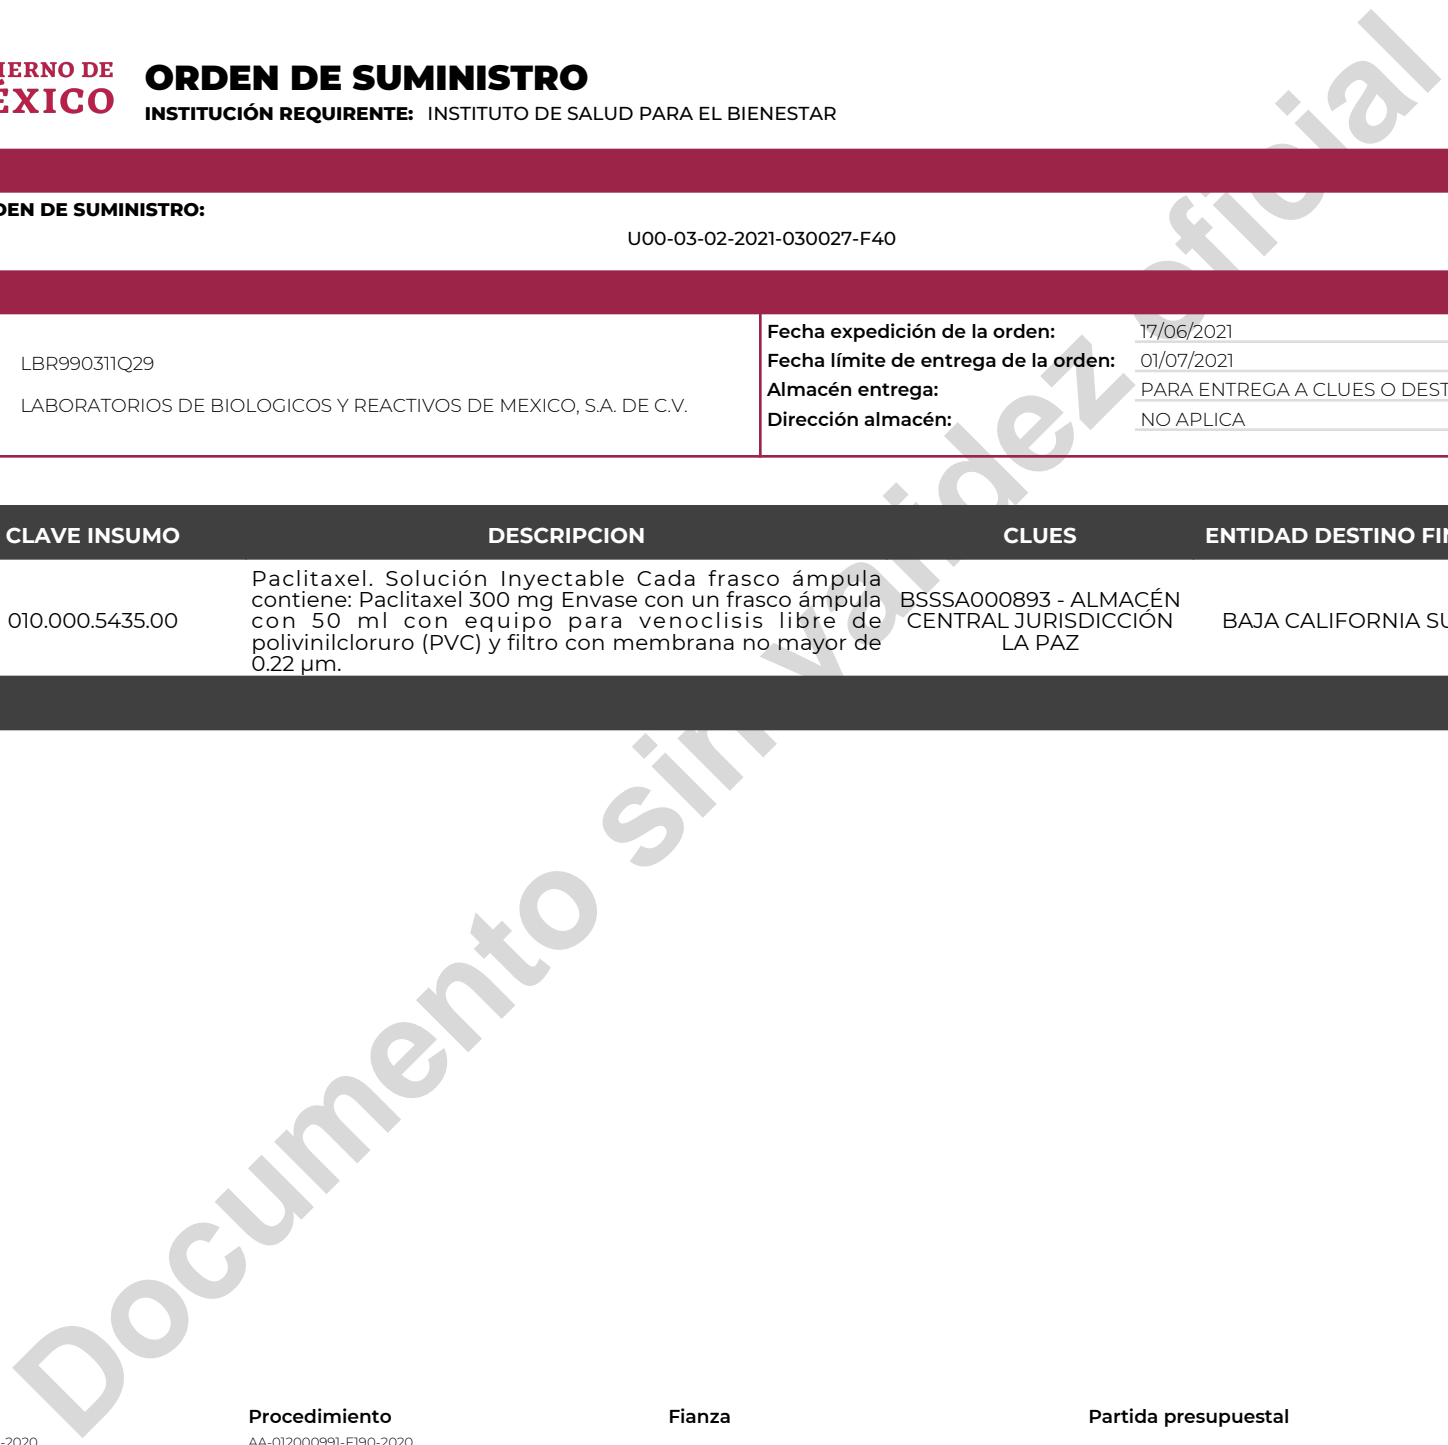 IERNO DE
ÉXICO
ORDEN DE SUMINISTRO
INSTITUCIÓN REQUIRENTE: INSTITUTO DE SALUD PARA EL BIENESTAR
DEN DE SUMINISTRO:
U00-03-02-2021-030027-F40
LBR990311Q29
LABORATORIOS DE BIOLOGICOS Y REACTIVOS DE MEXICO, S.A. DE C.V.
Fecha expedición de la orden: 17/06/2021
Fecha límite de entrega de la orden: 01/07/2021
Almacén entrega: PARA ENTREGA A CLUES O DEST
Dirección almacén: NO APLICA
CLAVE INSUMO DESCRIPCION CLUES ENTIDAD DESTINO FIN
010.000.5435.00
Paclitaxel. Solución Inyectable Cada frasco ámpula
contiene: Paclitaxel 300 mg Envase con un frasco ámpula
con 50 ml con equipo para venoclisis libre de
polivinilcloruro (PVC) y filtro con membrana no mayor de
0.22 µm.
BSSSA000893 - ALMACÉN
CENTRAL JURISDICCIÓN
LA PAZ
BAJA CALIFORNIA SU
Documento sin validez oficial
Procedimiento Fianza Partida presupuestal
-2020 AA-012000991-E190-2020